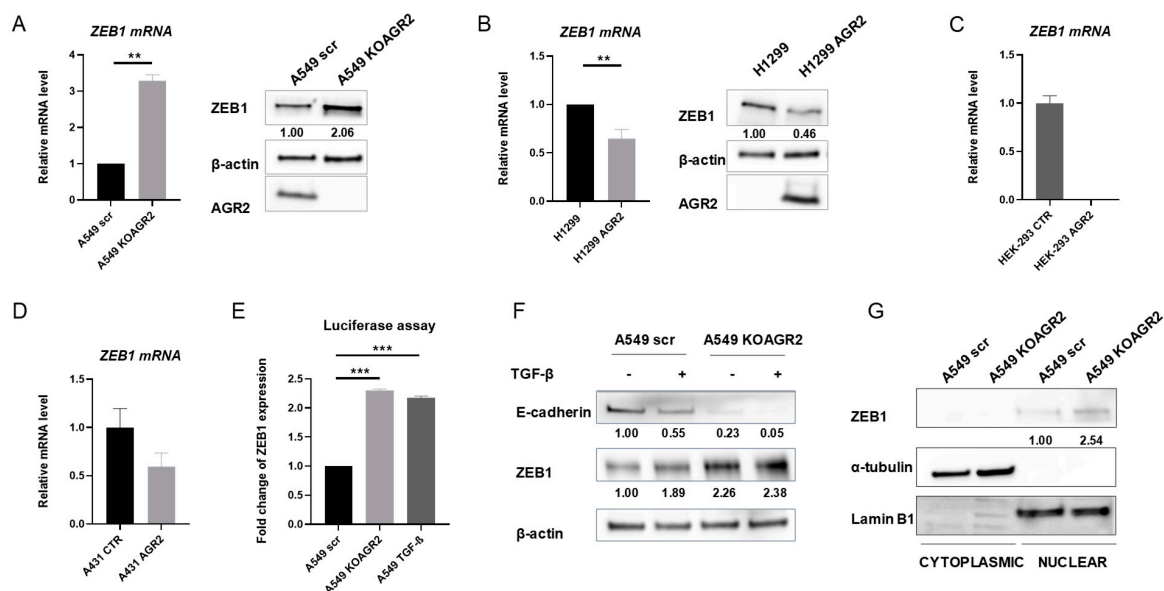 A
ZEB1 mRNA
**
Relative mRNA level
4
3
2
1
0
A549 scr
A549 KOAGR2
A549 scr
A549 KOAGR2
ZEB1
1.00 2.06
β-actin
AGR2
B
ZEB1 mRNA
**
Relative mRNA level
1.5
1.0
0.5
0.0
H1299
H1299 AGR2
H1299
H1299 AGR2
ZEB1
1.00 0.46
β-actin
AGR2
C
ZEB1 mRNA
Relative mRNA level
1.5
1.0
0.5
0.0
HEK-293 CTR
HEK-293 AGR2
D
ZEB1 mRNA
Relative mRNA level
1.5
1.0
0.5
0.0
A431 CTR
A431 AGR2
E
Luciferase assay
***
***
Fold change of ZEB1 expression
2.5
2.0
1.5
1.0
0.5
0.0
A549 scr
A549 KOAGR2
A549 TGF-ß
F
A549 scr A549 KOAGR2
TGF-β - + - +
E-cadherin
1.00 0.55 0.23 0.05
ZEB1
1.00 1.89 2.26 2.38
β-actin
G
A549 scr
A549 KOAGR2
A549 scr
A549 KOAGR2
ZEB1
1.00 2.54
α-tubulin
Lamin B1
CYTOPLASMIC NUCLEAR